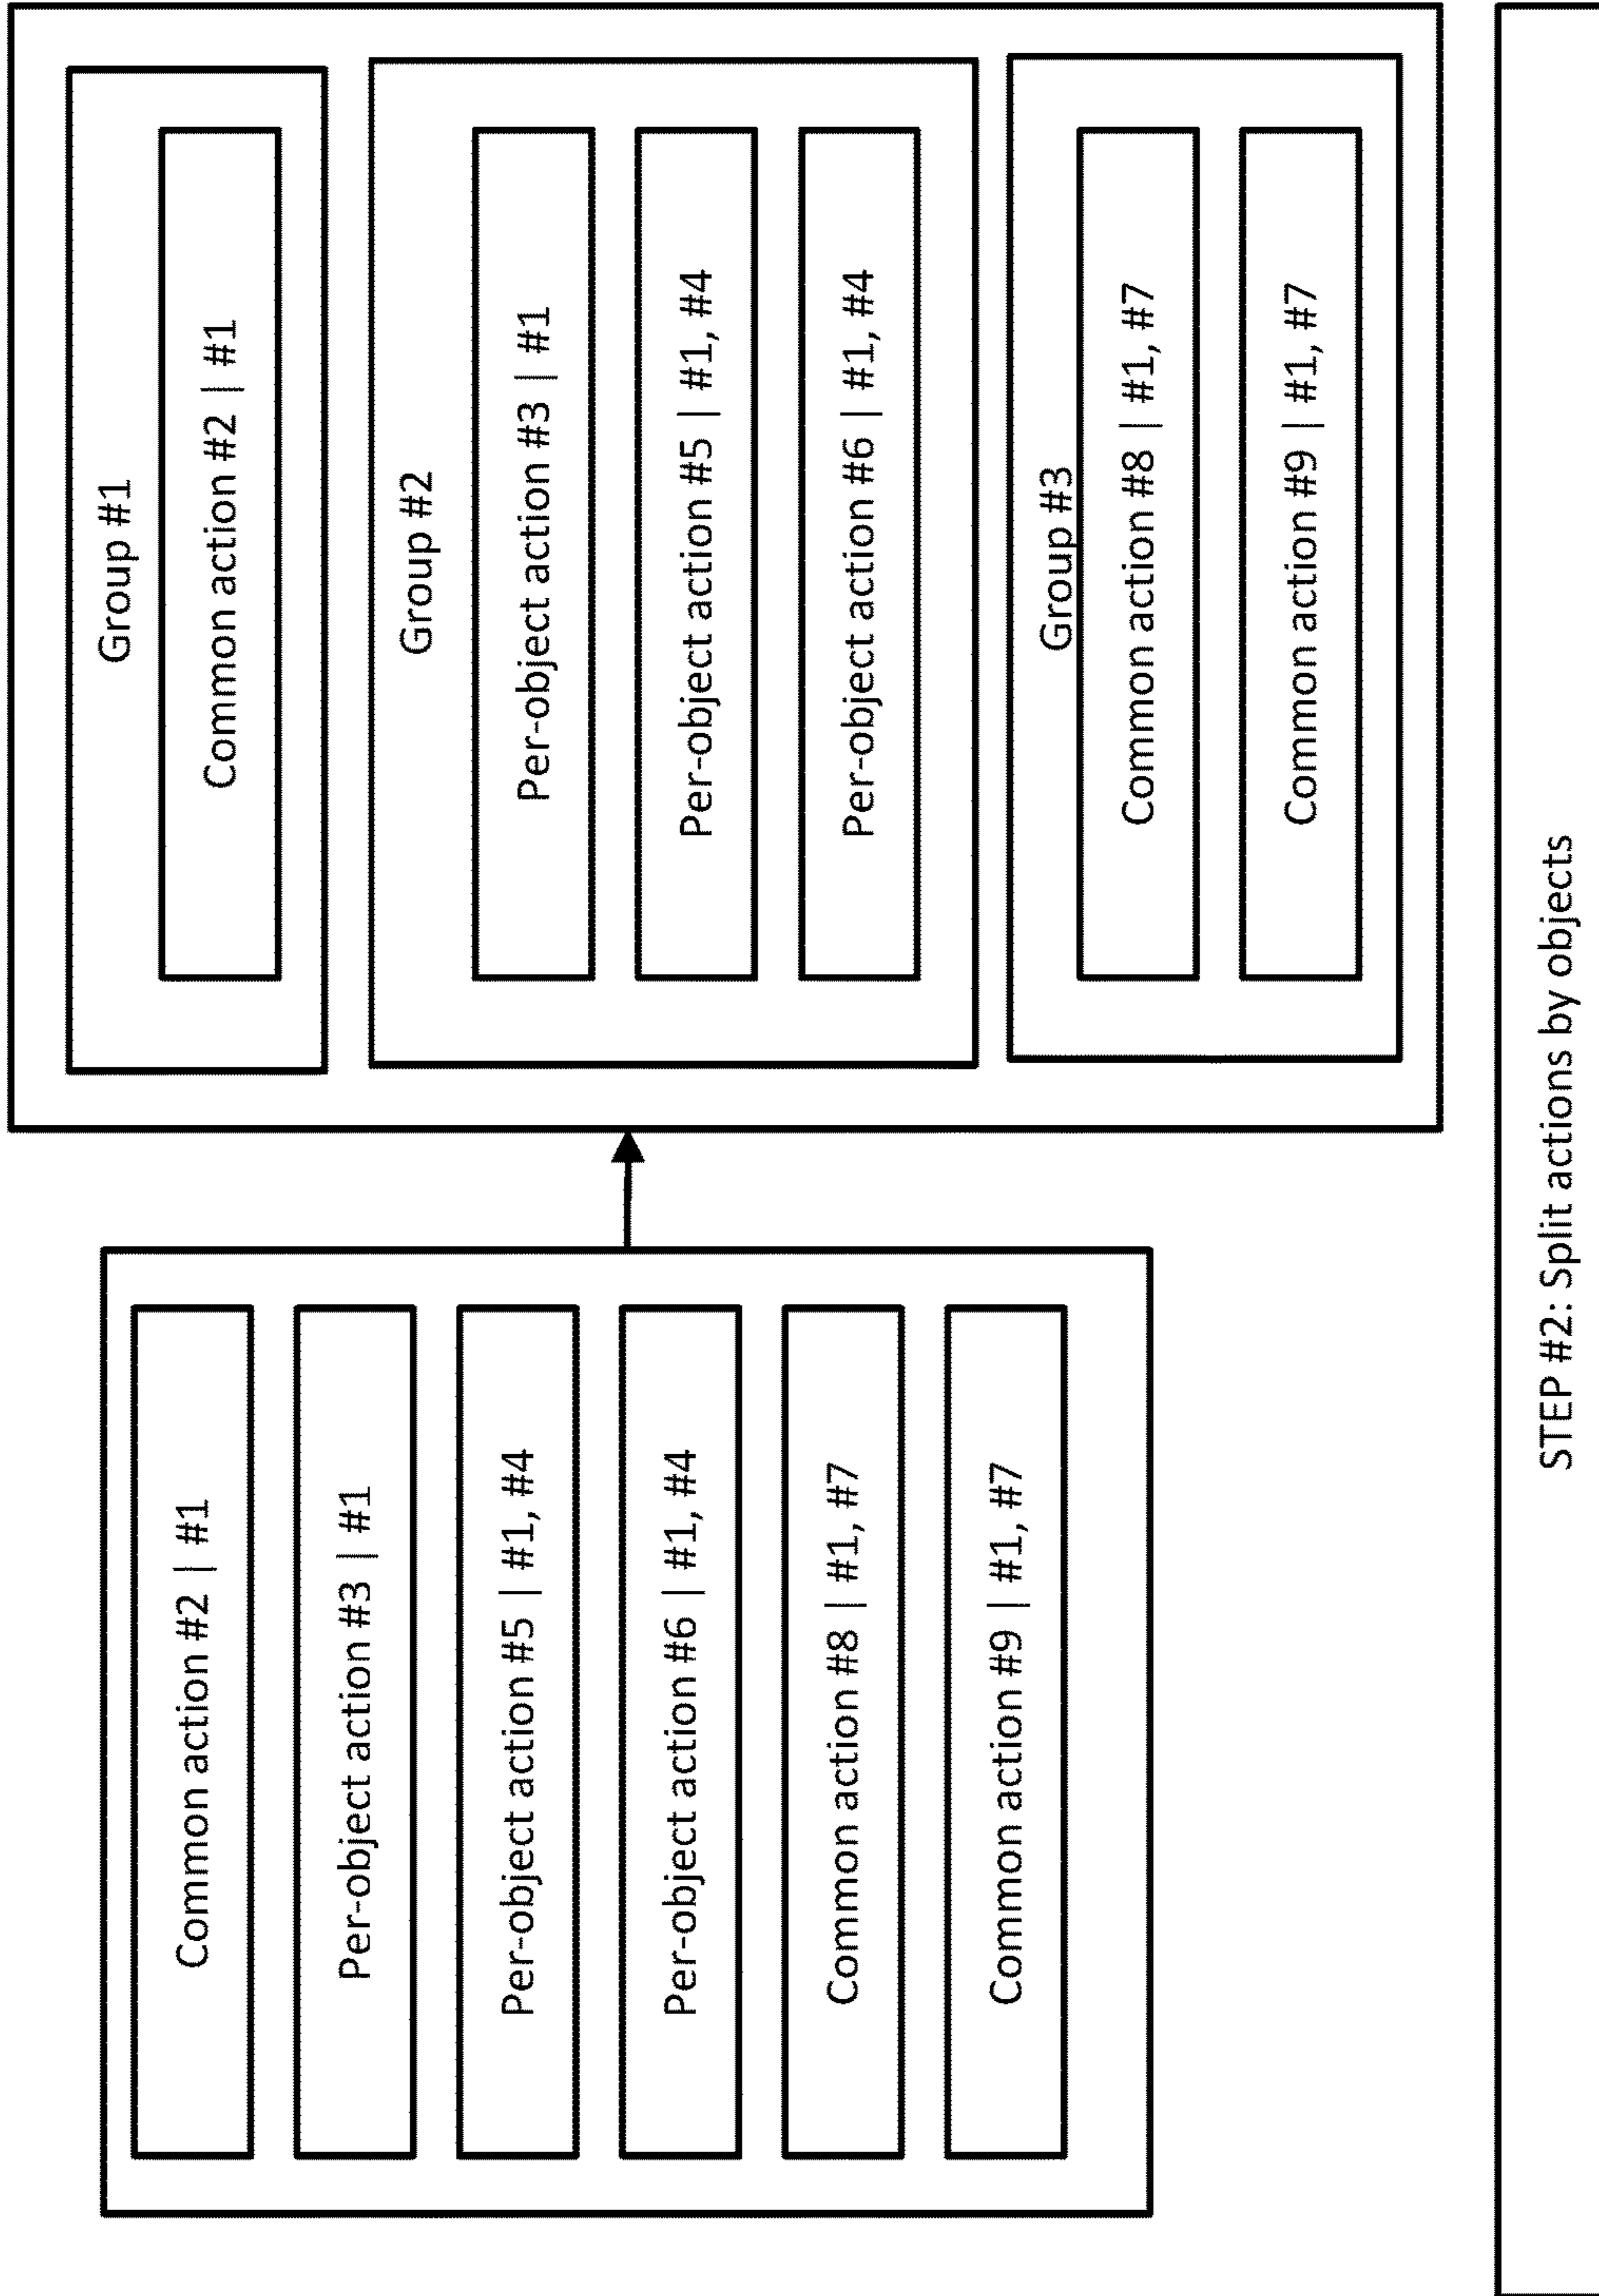 Common action #2 | #1
Per-object action #3 | #1
Per-object action #5 | #1, #4
Per-object action #6 | #1, #4
Common action #8 | #1, #7
Common action #9 | #1, #7
Group #1
Common action #2 | #1
Group #2
Per-object action #3 | #1
Per-object action #5 | #1, #4
Per-object action #6 | #1, #4
Group #3
Common action #8 | #1, #7
Common action #9 | #1, #7
STEP #2: Split actions by objects